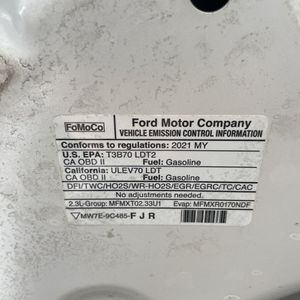 FoMoCo
Ford Motor Company
VEHICLE EMISSION CONTROL INFORMATION
Conforms to regulations: 2021 MY
U.S. EPA: T3B70 LDT2
CA OBD II Fuel: Gasoline
California: ULEV70 LDT
CA OBD II Fuel: Gasoline
DFI/TWC/HO2S/WR-HO2S/EGR/EGRC/TC/CAC
No adjustments needed.
2.3L-Group: MFMXT02.33U1 Evap: MFMXR0170NDF
MW7E-9C485-FJR